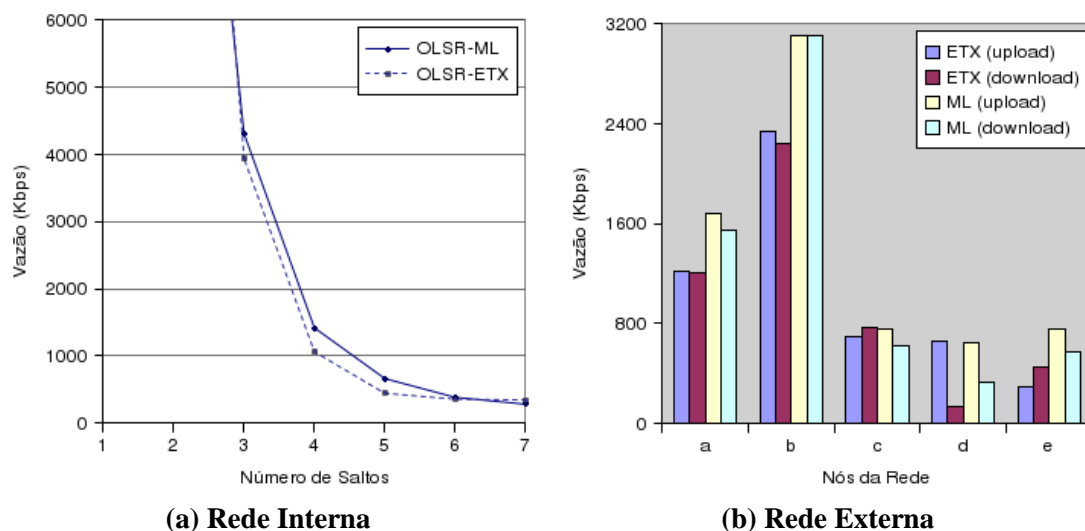 6000
5000
4000
3000
2000
1000
0
Vazão (Kbps)
1 2 3 4 5 6 7
Número de Saltos
OLSR-ML
OLSR-ETX
(a) Rede Interna
3200
2400
1600
800
0
Vazão (Kbps)
a b c d e
Nós da Rede
ETX (upload)
ETX (download)
ML (upload)
ML (download)
(b) Rede Externa